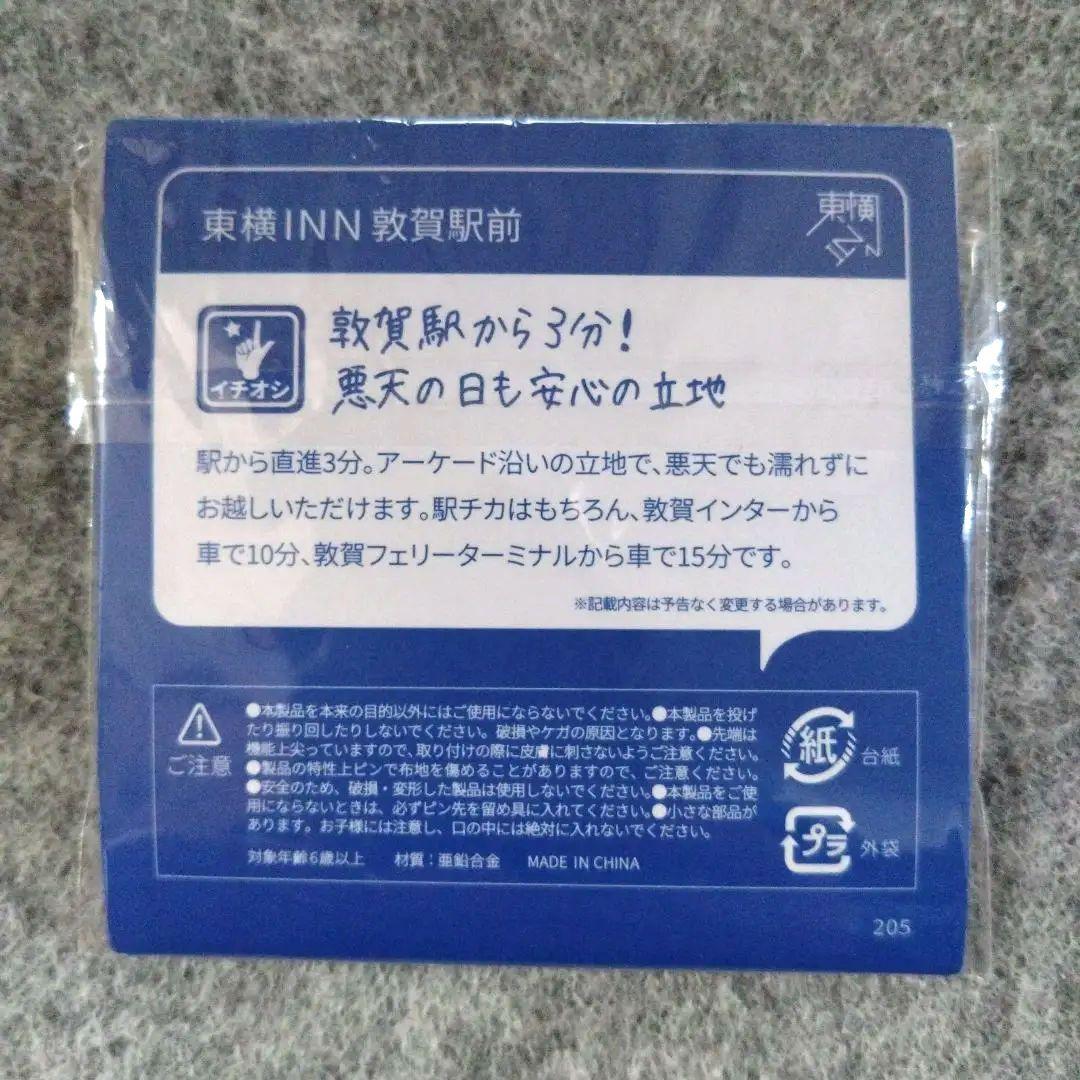 東横INN 敦賀駅前
東横INN
イチオシ
敦賀駅から3分!
悪天の日も安心の立地
駅から直進3分。アーケード沿いの立地で、悪天でも濡れずに
お越しいただけます。駅チカはもちろん、敦賀インターから
車で10分、敦賀フェリーターミナルから車で15分です。
※記載内容は予告なく変更する場合があります。
ご注意
●本製品を本来の目的以外にはご使用にならないでください。●本製品を投げ
たり振り回したりしないでください。破損やケガの原因となります。●先端は
機能上尖っていますので、取り付けの際に皮膚に刺さないようご注意ください。
●製品の特性上ピンで布地を傷めることがありますので、ご注意ください。
●安全のため、破損・変形した製品は使用しないでください。●本製品をご使
用にならないときは、必ずピン先を留め具に入れてください。●小さな部品が
あります。お子様には注意し、口の中には絶対に入れないでください。
対象年齢6歳以上 材質:亜鉛合金 MADE IN CHINA
紙 台紙
プラ 外袋
205